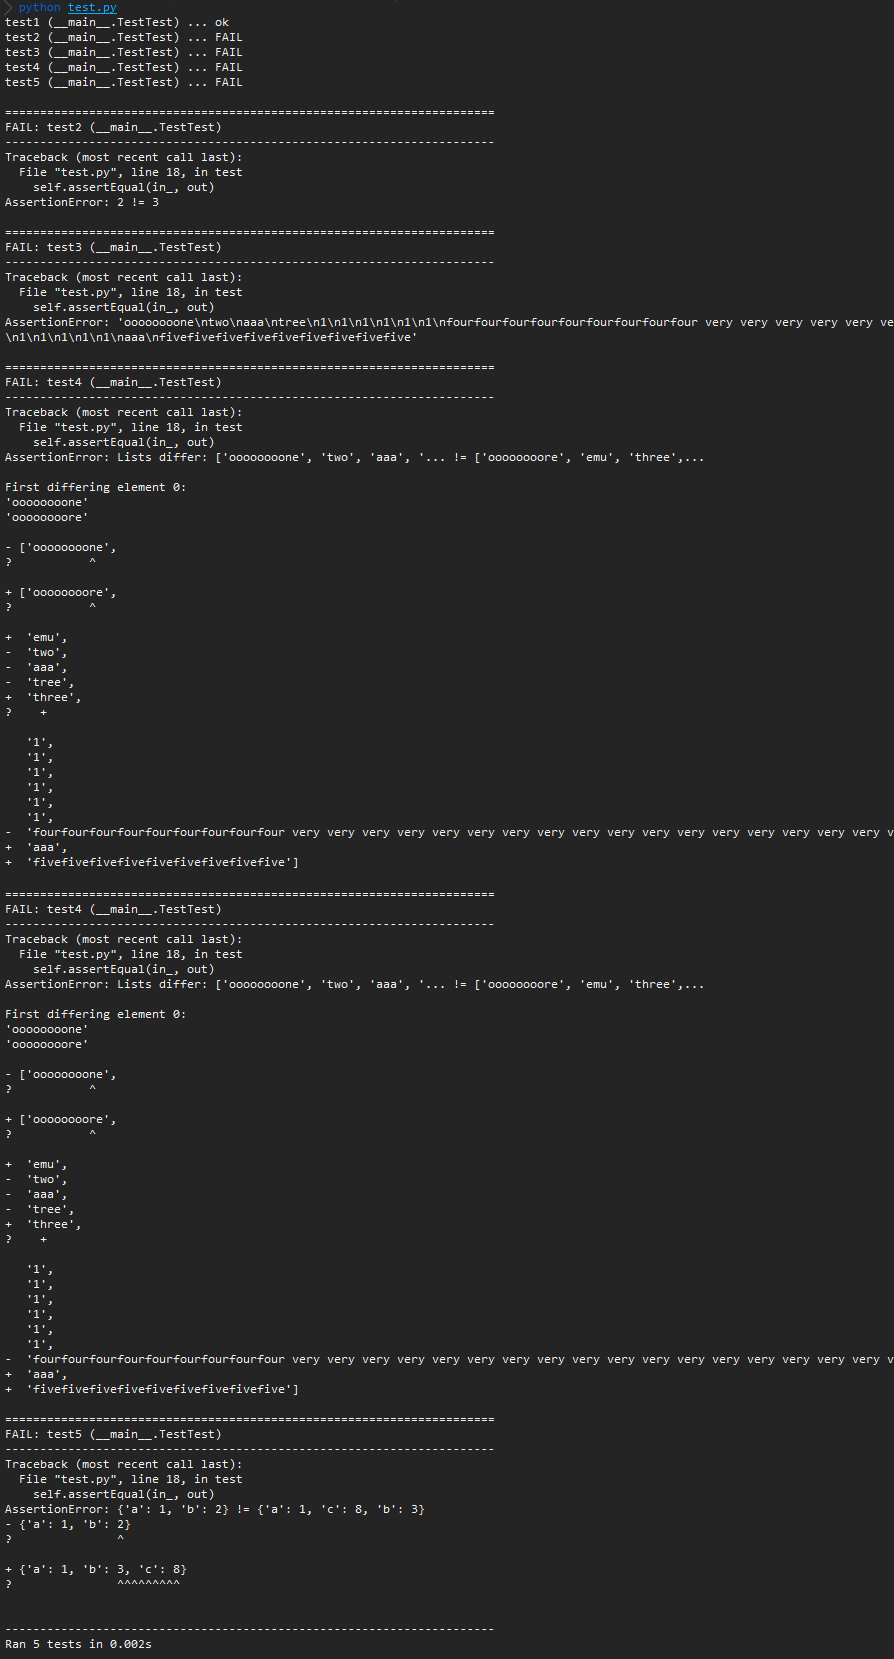 > python test.py
test1 (__main__.TestTest) ... ok
test2 (__main__.TestTest) ... FAIL
test3 (__main__.TestTest) ... FAIL
test4 (__main__.TestTest) ... FAIL
test5 (__main__.TestTest) ... FAIL
======================================================================
FAIL: test2 (__main__.TestTest)
----------------------------------------------------------------------
Traceback (most recent call last):
  File "test.py", line 18, in test
    self.assertEqual(in_, out)
AssertionError: 2 != 3
======================================================================
FAIL: test3 (__main__.TestTest)
----------------------------------------------------------------------
Traceback (most recent call last):
  File "test.py", line 18, in test
    self.assertEqual(in_, out)
AssertionError: 'ooooooooone\ntwo\naaa\ntree\n1\n1\n1\n1\n1\n1\nfourfourfourfourfourfourfourfourfour very very very very very ve
\n1\n1\n1\n1\n1\naaa\nfivefivefivefivefivefivefivefivefive'
======================================================================
FAIL: test4 (__main__.TestTest)
----------------------------------------------------------------------
Traceback (most recent call last):
  File "test.py", line 18, in test
    self.assertEqual(in_, out)
AssertionError: Lists differ: ['ooooooooone', 'two', 'aaa', '... != ['ooooooooore', 'emu', 'three',...
First differing element 0:
'ooooooooone'
'ooooooooore'
- ['ooooooooone',
?           ^
+ ['ooooooooore',
?           ^
+  'emu',
-  'two',
-  'aaa',
-  'tree',
+  'three',
?    +
   '1',
   '1',
   '1',
   '1',
   '1',
   '1',
-  'fourfourfourfourfourfourfourfourfour very very very very very very very very very very very very very very very very very v
+  'aaa',
+  'fivefivefivefivefivefivefivefivefive']
======================================================================
FAIL: test4 (__main__.TestTest)
----------------------------------------------------------------------
Traceback (most recent call last):
  File "test.py", line 18, in test
    self.assertEqual(in_, out)
AssertionError: Lists differ: ['ooooooooone', 'two', 'aaa', '... != ['ooooooooore', 'emu', 'three',...
First differing element 0:
'ooooooooone'
'ooooooooore'
- ['ooooooooone',
?           ^
+ ['ooooooooore',
?           ^
+  'emu',
-  'two',
-  'aaa',
-  'tree',
+  'three',
?    +
   '1',
   '1',
   '1',
   '1',
   '1',
   '1',
-  'fourfourfourfourfourfourfourfourfour very very very very very very very very very very very very very very very very very v
+  'aaa',
+  'fivefivefivefivefivefivefivefivefive']
======================================================================
FAIL: test5 (__main__.TestTest)
----------------------------------------------------------------------
Traceback (most recent call last):
  File "test.py", line 18, in test
    self.assertEqual(in_, out)
AssertionError: {'a': 1, 'b': 2} != {'a': 1, 'c': 8, 'b': 3}
- {'a': 1, 'b': 2}
?               ^
+ {'a': 1, 'b': 3, 'c': 8}
?               ^^^^^^^^^
----------------------------------------------------------------------
Ran 5 tests in 0.002s